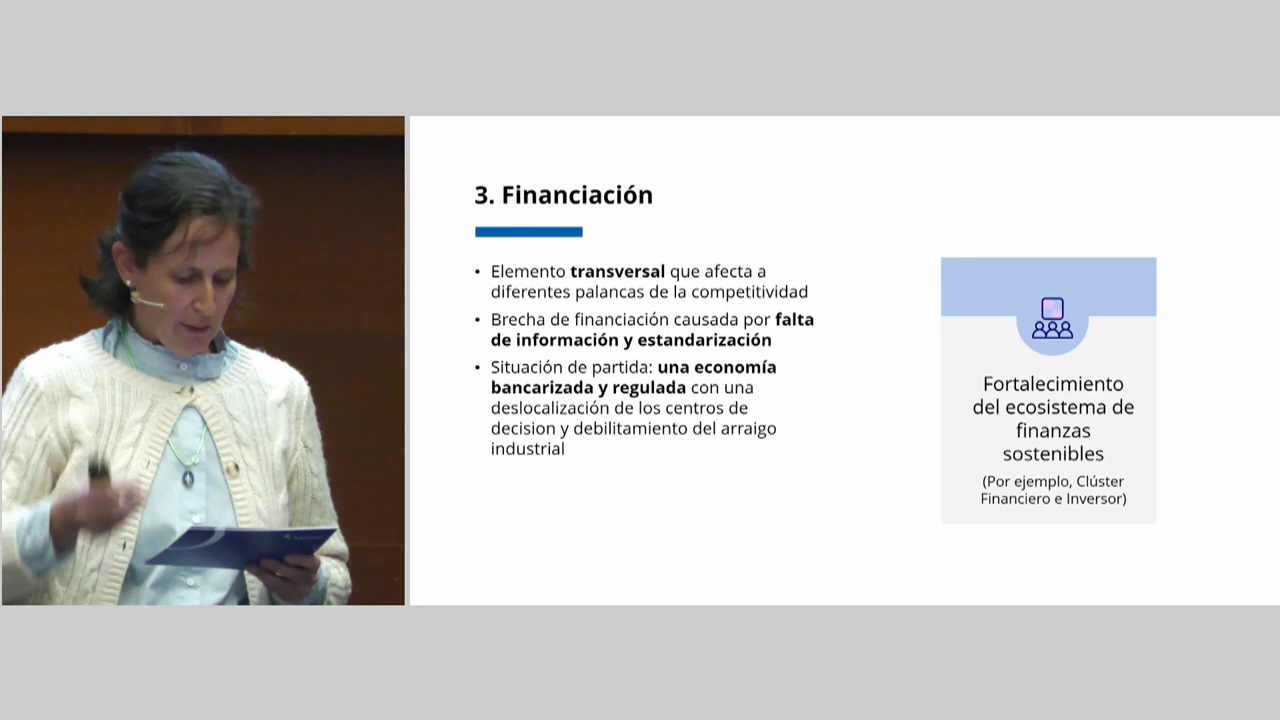 3. Financiación
• Elemento transversal que afecta a
diferentes palancas de la competitividad
• Brecha de financiación causada por falta
de información y estandarización
• Situación de partida: una economía
bancarizada y regulada con una
deslocalización de los centros de
decision y debilitamiento del arraigo
industrial
Fortalecimiento
del ecosistema de
finanzas
sostenibles
(Por ejemplo, Clúster
Financiero e Inversor)